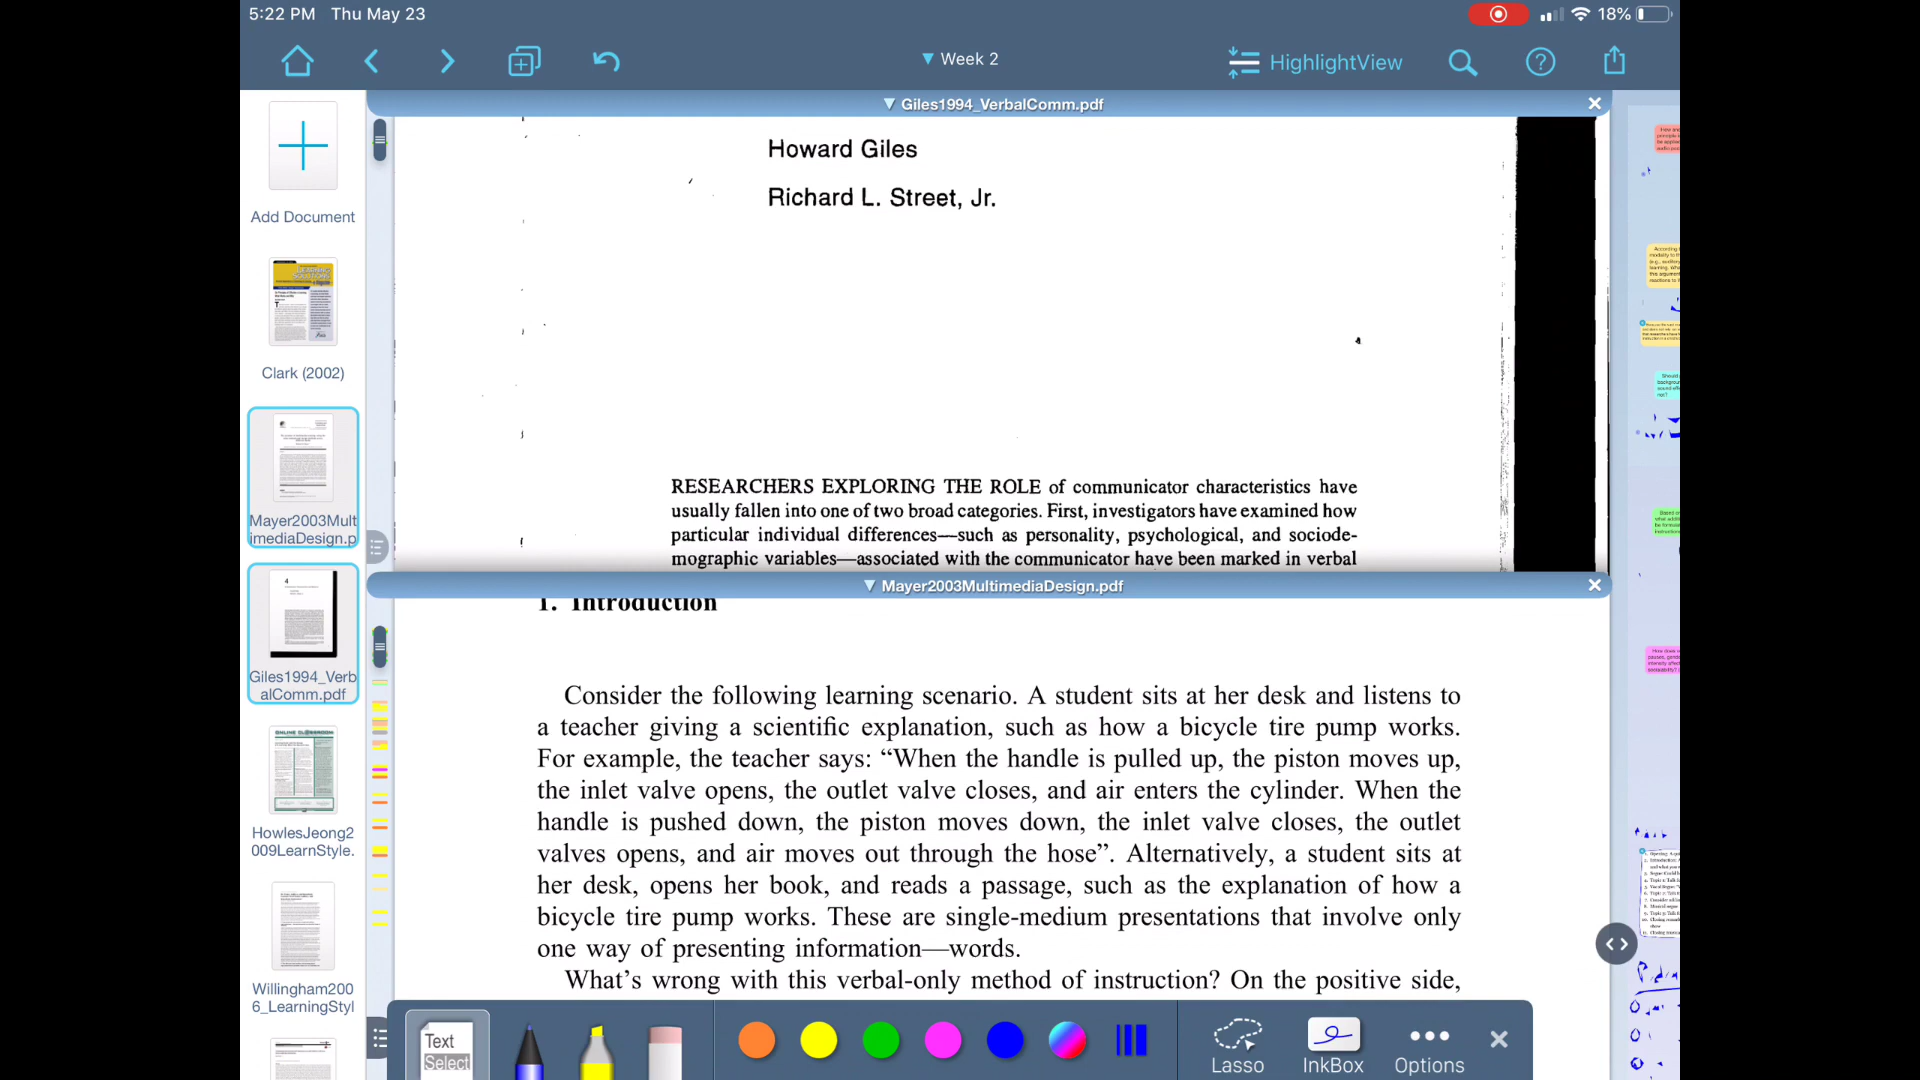 5:22 PM Thu May 23
18%
Week 2
HighlightView
Add Document
Clark (2002)
Mayer2003Mult
imediaDesign.p
4
Giles1994_Verb
alComm.pdf
HowlesJeong2
009LearnStyle.
Willingham200
6_LearningStyl
Giles1994_VerbalComm.pdf
Howard Giles
Richard L. Street, Jr.
RESEARCHERS EXPLORING THE ROLE of communicator characteristics have
usually fallen into one of two broad categories. First, investigators have examined how
particular individual differences—such as personality, psychological, and sociode-
mographic variables—associated with the communicator have been marked in verbal
Mayer2003MultimediaDesign.pdf
1. Introduction
Consider the following learning scenario. A student sits at her desk and listens to
a teacher giving a scientific explanation, such as how a bicycle tire pump works.
For example, the teacher says: “When the handle is pulled up, the piston moves up,
the inlet valve opens, the outlet valve closes, and air enters the cylinder. When the
handle is pushed down, the piston moves down, the inlet valve closes, the outlet
valves opens, and air moves out through the hose”. Alternatively, a student sits at
her desk, opens her book, and reads a passage, such as the explanation of how a
bicycle tire pump works. These are single-medium presentations that involve only
one way of presenting information—words.
What’s wrong with this verbal-only method of instruction? On the positive side,
Text
Select
Lasso
InkBox
Options